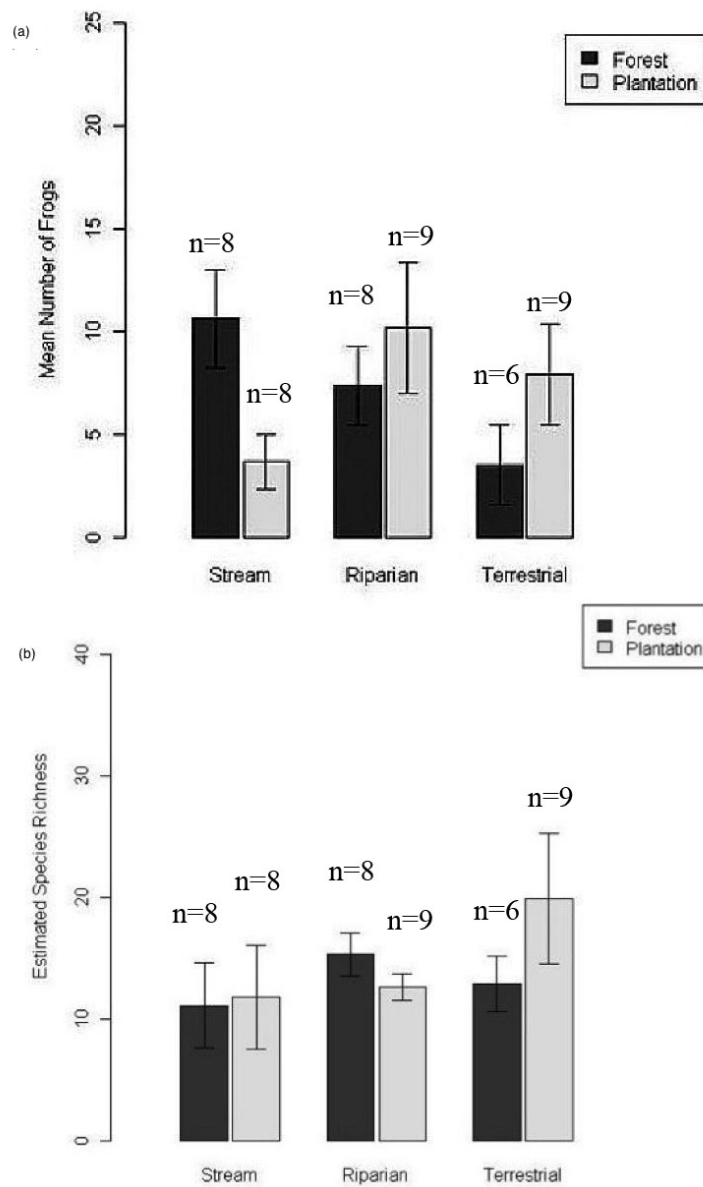 (a)
25
20
15
10
5
0
Mean Number of Frogs
Forest
Plantation
n=8
n=8
n=8
n=9
n=6
n=9
Stream Riparian Terrestrial
(b)
40
30
20
10
0
Estimated Species Richness
Forest
Plantation
n=8
n=8
n=8
n=9
n=6
n=9
Stream Riparian Terrestrial